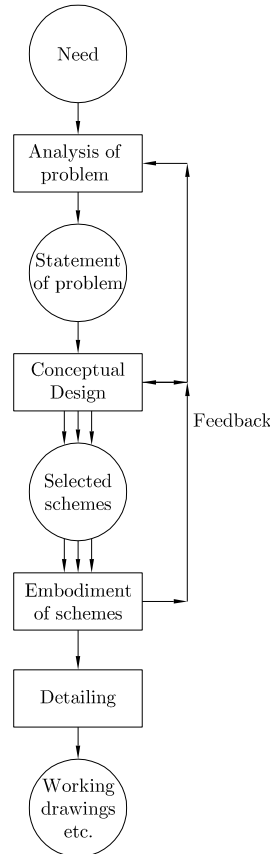 Need
Analysis of
problem
Statement
of problem
Conceptual
Design
Feedback
Selected
schemes
Embodiment
of schemes
Detailing
Working
drawings
etc.